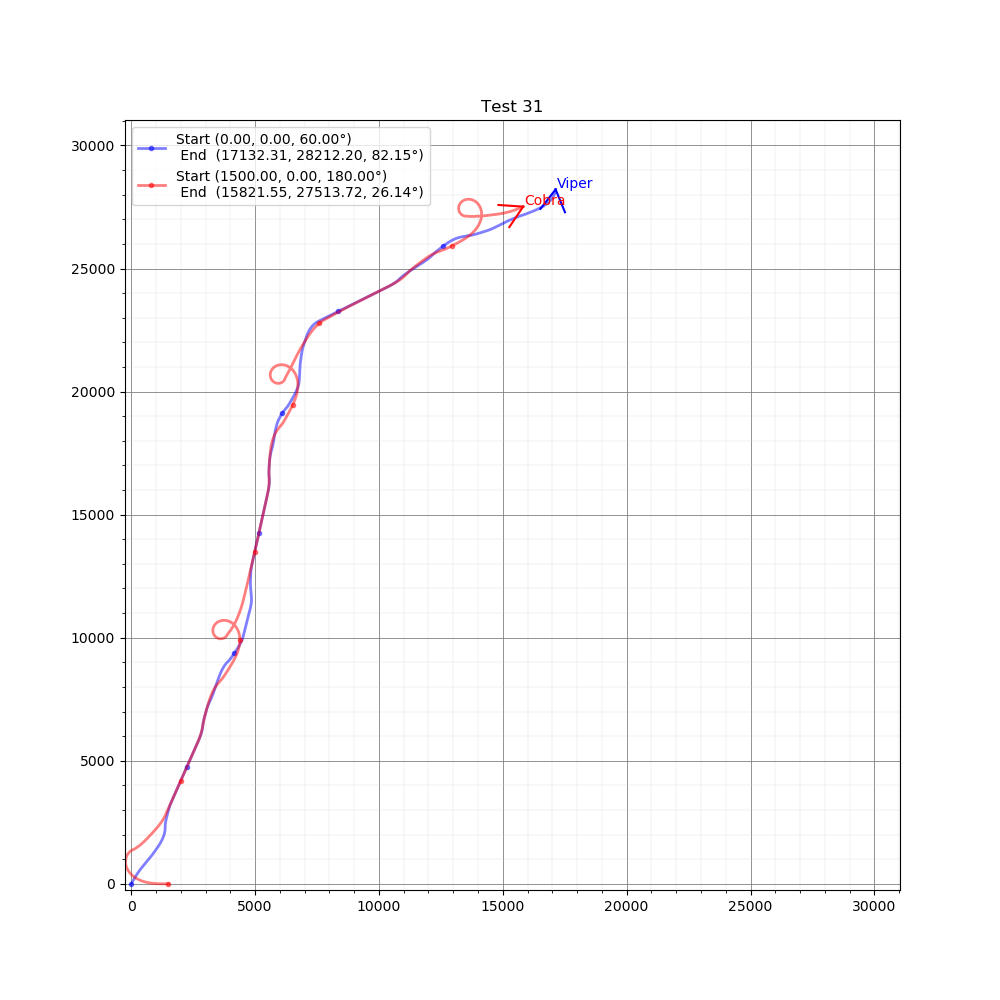 Test 31
Start (0.00, 0.00, 60.00°)
End (17132.31, 28212.20, 82.15°)
Start (1500.00, 0.00, 180.00°)
End (15821.55, 27513.72, 26.14°)
Viper
Cobra
30000
25000
20000
15000
10000
5000
0
0 5000 10000 15000 20000 25000 30000